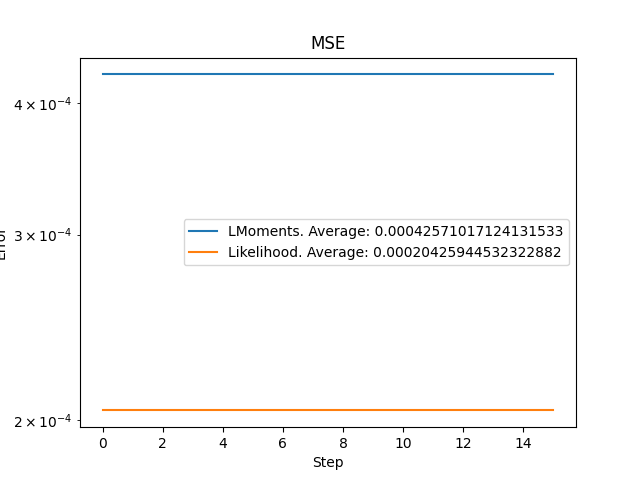 MSE
4 × 10⁻⁴
3 × 10⁻⁴
2 × 10⁻⁴
Error
LMoments. Average: 0.00042571017124131533
Likelihood. Average: 0.00020425944532322882
0 2 4 6 8 10 12 14
Step